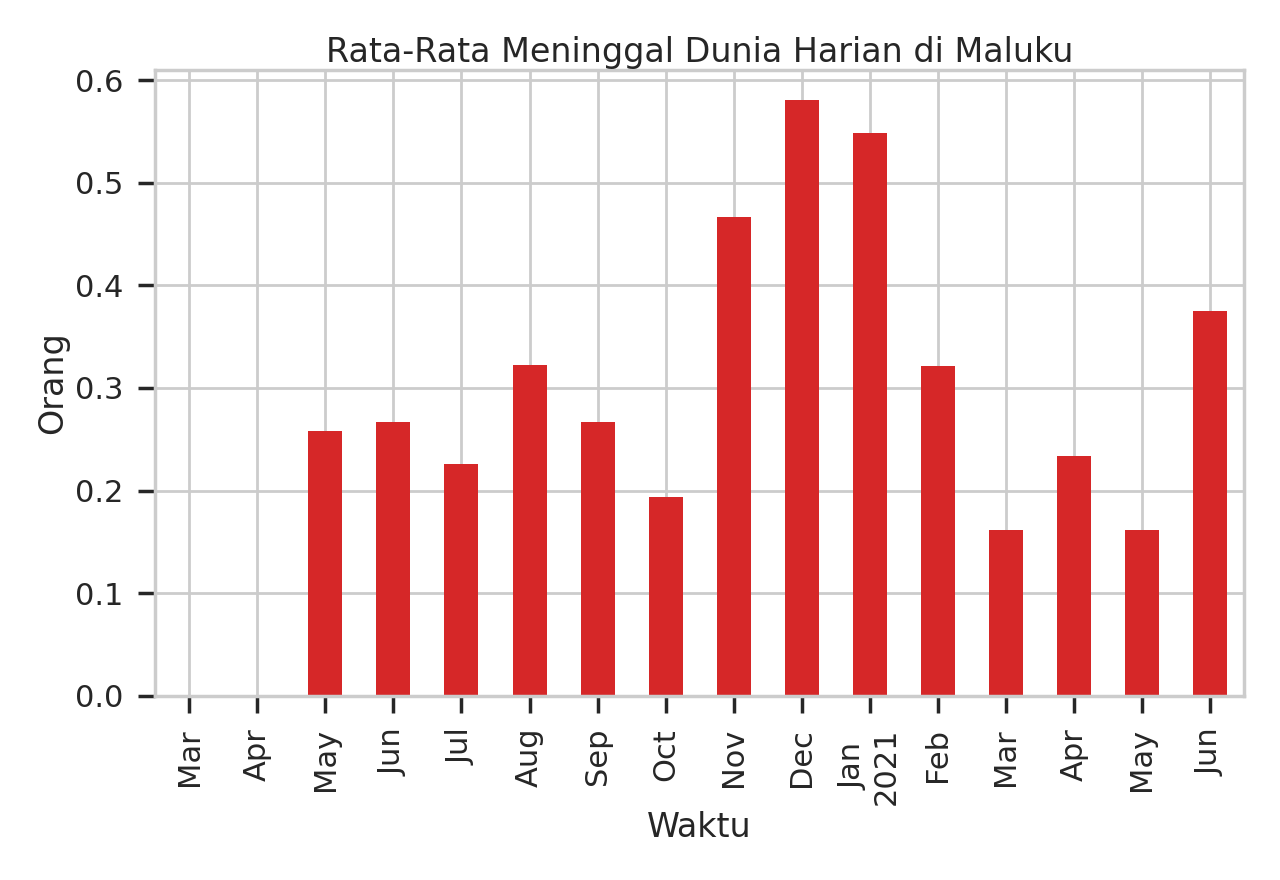 Rata-Rata Meninggal Dunia Harian di Maluku
0.6
0.5
0.4
0.3
0.2
0.1
0.0
Orang
Mar
Apr
May
Jun
Jul
Aug
Sep
Oct
Nov
Dec
Jan
2021
Feb
Mar
Apr
May
Jun
Waktu